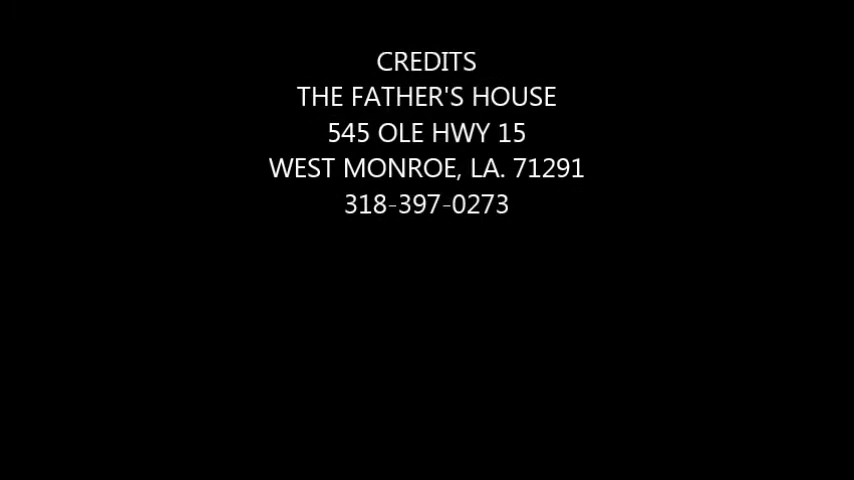 CREDITS
THE FATHER'S HOUSE
545 OLE HWY 15
WEST MONROE, LA. 71291
318-397-0273